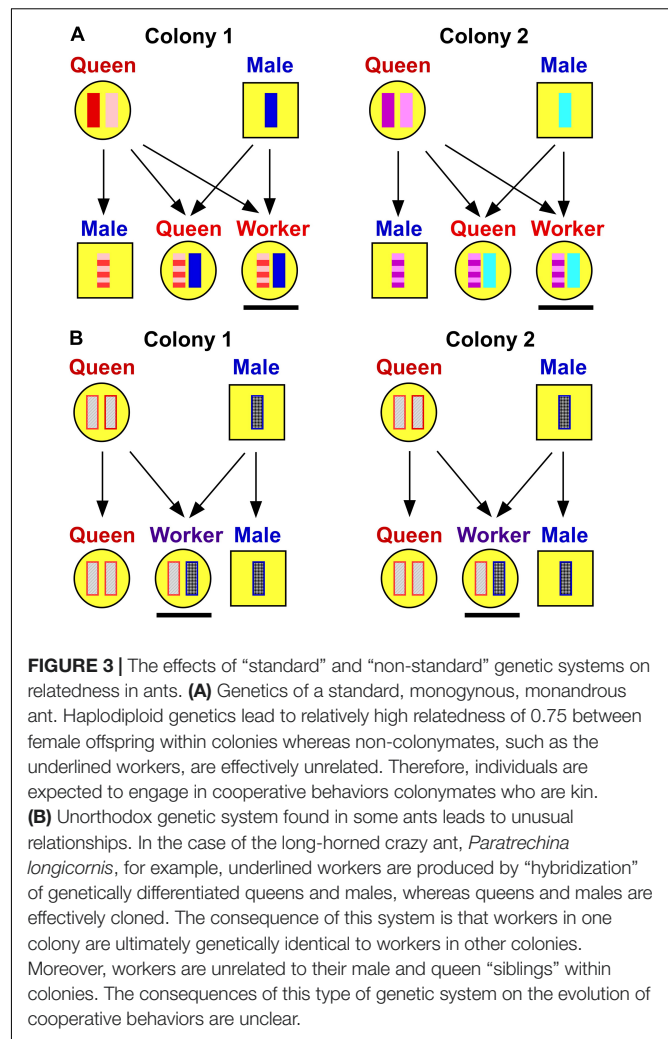 A Colony 1 Colony 2
Queen Male Queen Male
Male Queen Worker Male Queen Worker
B Colony 1 Colony 2
Queen Male Queen Male
Queen Worker Male Queen Worker Male
FIGURE 3 | The effects of “standard” and “non-standard” genetic systems on
relatedness in ants. (A) Genetics of a standard, monogynous, monandrous
ant. Haplodiploid genetics lead to relatively high relatedness of 0.75 between
female offspring within colonies whereas non-colonymates, such as the
underlined workers, are effectively unrelated. Therefore, individuals are
expected to engage in cooperative behaviors colonymates who are kin.
(B) Unorthodox genetic system found in some ants leads to unusual
relationships. In the case of the long-horned crazy ant, Paratrechina
longicornis, for example, underlined workers are produced by “hybridization”
of genetically differentiated queens and males, whereas queens and males are
effectively cloned. The consequence of this system is that workers in one
colony are ultimately genetically identical to workers in other colonies.
Moreover, workers are unrelated to their male and queen “siblings” within
colonies. The consequences of this type of genetic system on the evolution of
cooperative behaviors are unclear.